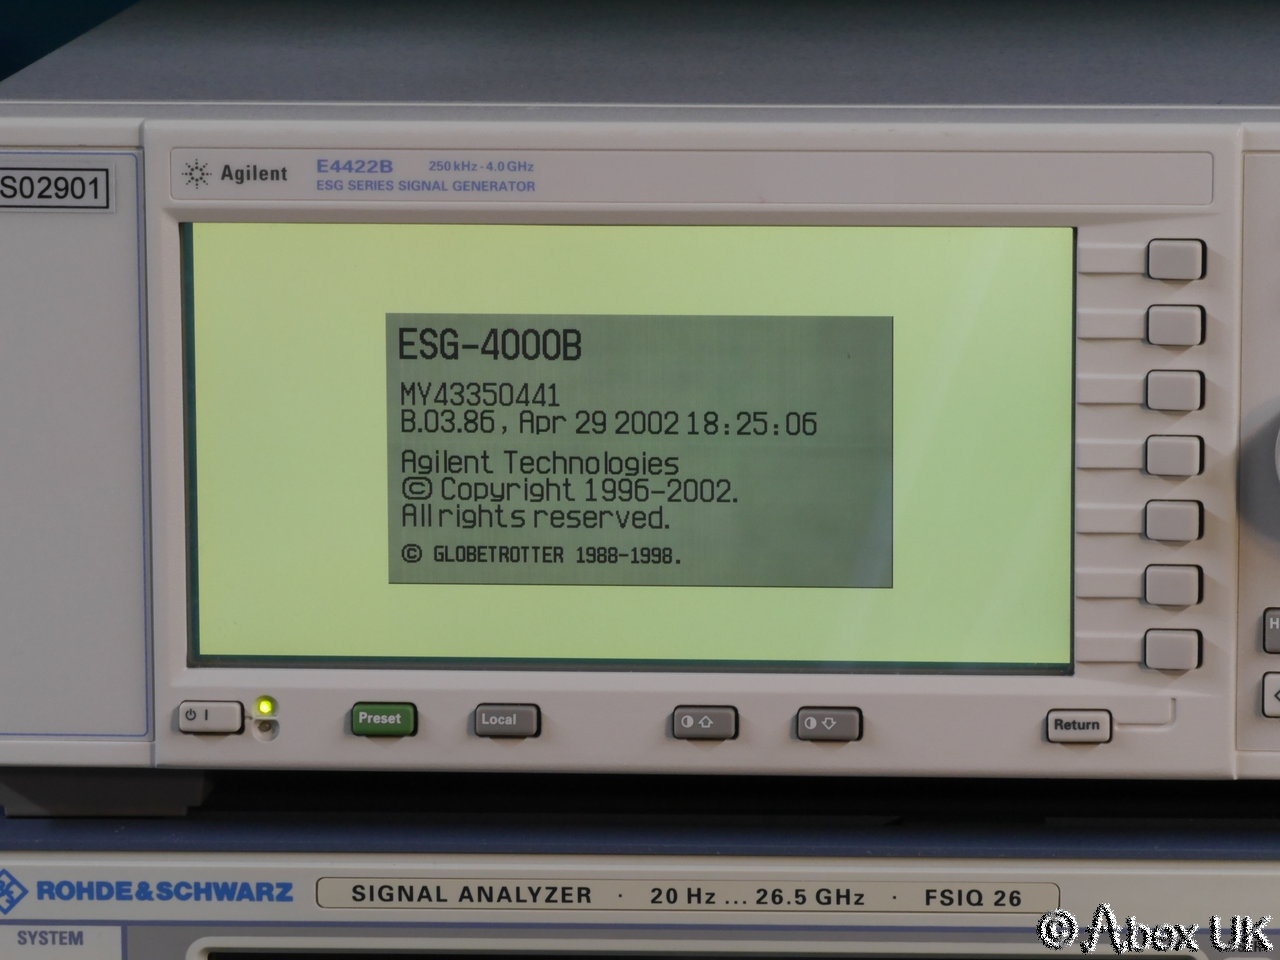 S02901
Agilent E4422B 250 kHz - 4.0 GHz
ESG SERIES SIGNAL GENERATOR
ESG-4000B
MY43350441
B.03.86, Apr 29 2002 18:25:06
Agilent Technologies
© Copyright 1996-2002.
All rights reserved.
© GLOBETROTTER 1988-1998.
Preset
Local
Return
H
ROHDE&SCHWARZ
SIGNAL ANALYZER · 20 Hz ... 26.5 GHz · FSIQ 26
SYSTEM
© Abex UK